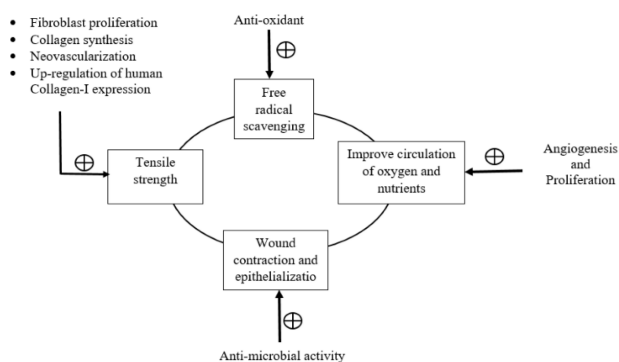 • Fibroblast proliferation
• Collagen synthesis
• Neovascularization
• Up-regulation of human
Collagen-I expression
Anti-oxidant
Free
radical
scavenging
Tensile
strength
Improve circulation
of oxygen and
nutrients
Angiogenesis
and
Proliferation
Wound
contraction and
epithelializatio
Anti-microbial activity